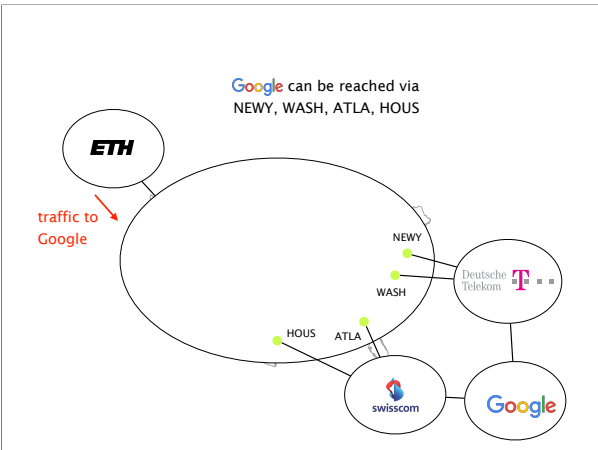 Google can be reached via
NEWY, WASH, ATLA, HOUS
ETH
traffic to
Google
NEWY
WASH
HOUS
ATLA
Deutsche
Telekom
T
swisscom
Google